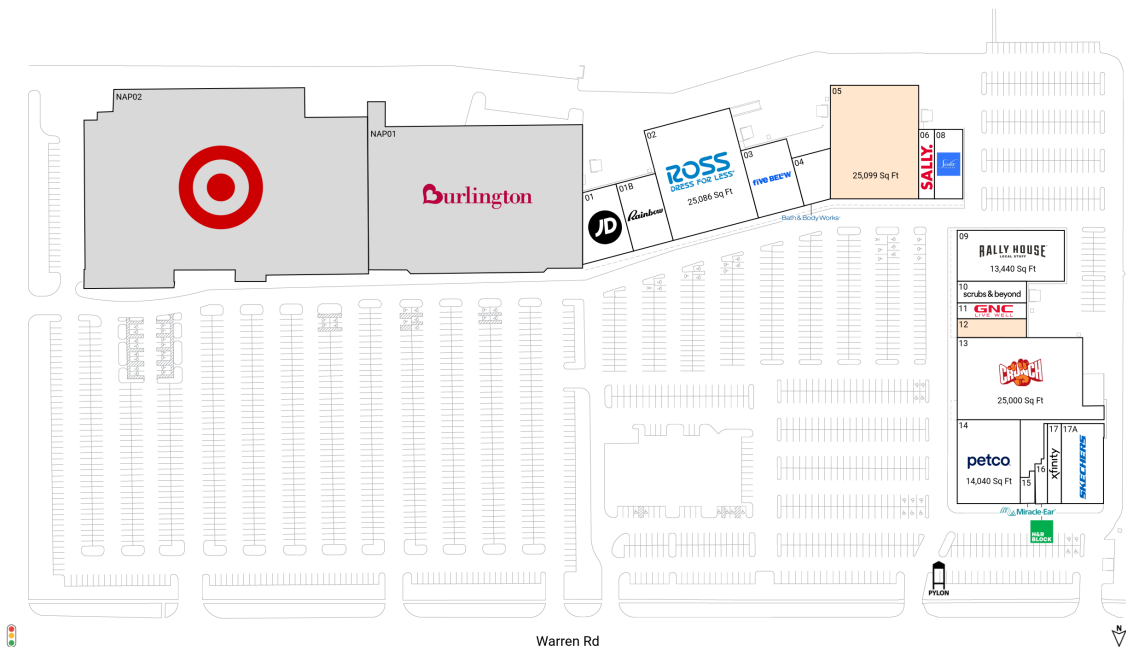 NAP02
NAP01
Burlington
01
JD
01B
Rainbow
02
ROSS
DRESS FOR LESS
25,086 Sq Ft
03
five BEL°W
04
Bath & Body Works
05
25,099 Sq Ft
06
SALLY.
08
09
RALLY HOUSE
LOCAL STUFF
13,440 Sq Ft
10
scrubs & beyond
11
GNC
LIVE WELL
12
13
CRUNCH
25,000 Sq Ft
14
petco
14,040 Sq Ft
15
16
17
xfinity
17A
SKECHERS
Miracle-Ear
H&R
BLOCK
PYLON
Warren Rd
N